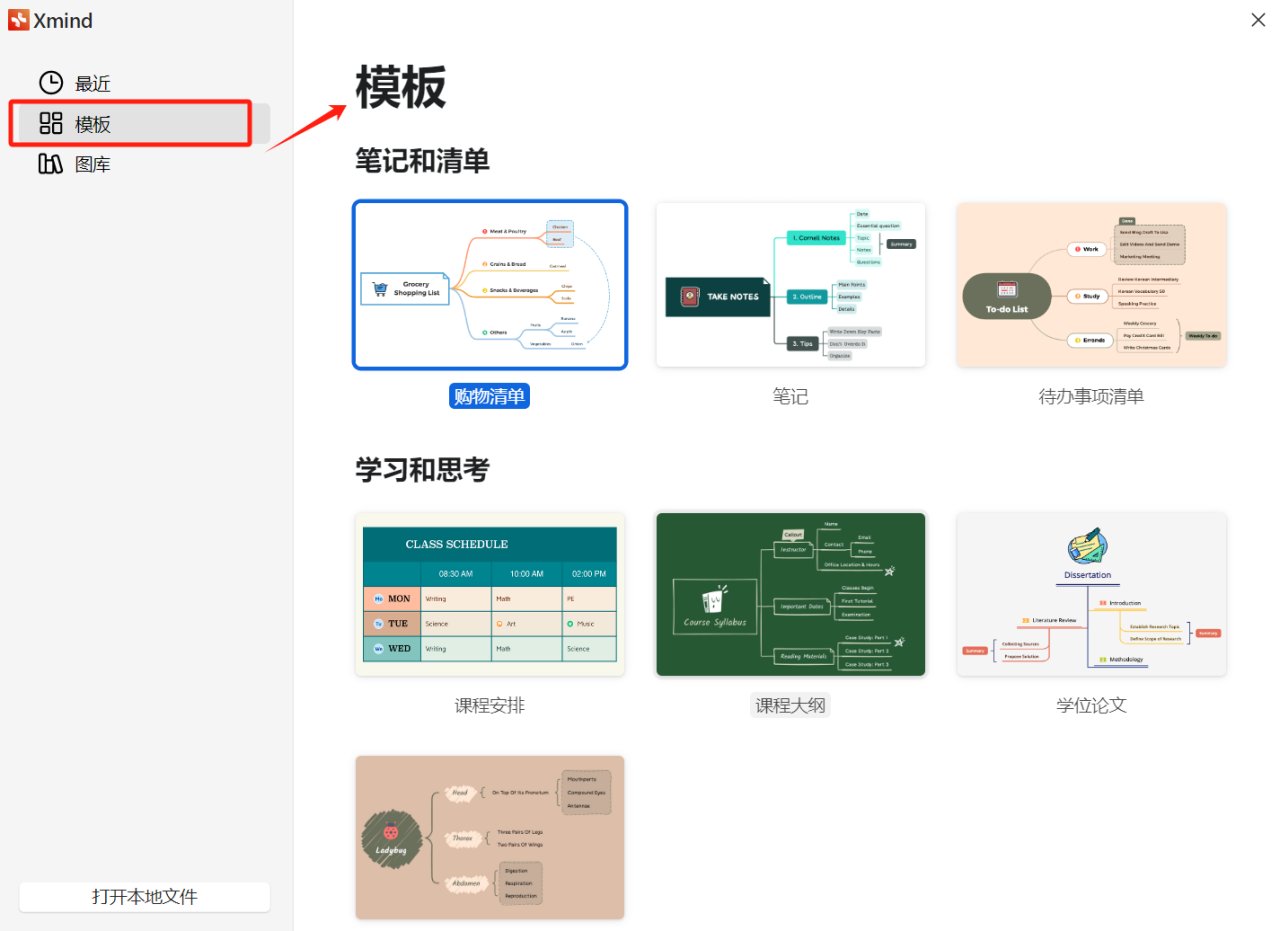 Xmind
最近
模板
图库
打开本地文件
模板
笔记和清单
Grocery
Shopping List
Meat & Poultry
Chicken
Beef
Grains & Bread
Oatmeal
Snacks & Beverages
Chips
Soda
Others
Fruits
Banana
Apple
Vegetables
Onion
购物清单
TAKE NOTES
1. Cornell Notes
Date
Essential question
Topic
Notes
Questions
Summary
2. Outline
Main Points
Examples
Details
3. Tips
Write Down Key Facts
Don't Overdo It
Organize
笔记
To-do List
Work
Done
Send Blog Draft To Lisa
Edit Videos And Send Demo
Marketing Meeting
Study
Review Korean Intermediary
Korean Vocabulary 50
Speaking Practice
Errands
Weekly Grocery
Pay Credit Card Bill
Write Christmas Cards
Weekly To do
待办事项清单
学习和思考
CLASS SCHEDULE
08:30 AM 10:00 AM 02:00 PM
Mo MON Writing Math PE
Tu TUE Science Art Music
We WED Writing Math Science
课程安排
Course Syllabus
Callout
Instructor
Name
Contact
Email
Phone
Office Location & Hours
Important Dates
Classes Begin
First Tutorial
Examination
Reading Materials
Case Study: Part 1
Case Study: Part 2
Case Study: Part 3
课程大纲
Dissertation
Introduction
Literature Review
Establish Research Topic
Define Scope of Research
Summary
Collecting Sources
Propose Solution
Summary
Methodology
学位论文
Ladybug
Head
On Top Of Its Pronotum
Mouthparts
Compound Eyes
Antennae
Thorax
Three Pairs Of Legs
Two Pairs Of Wings
Abdomen
Digestion
Respiration
Reproduction